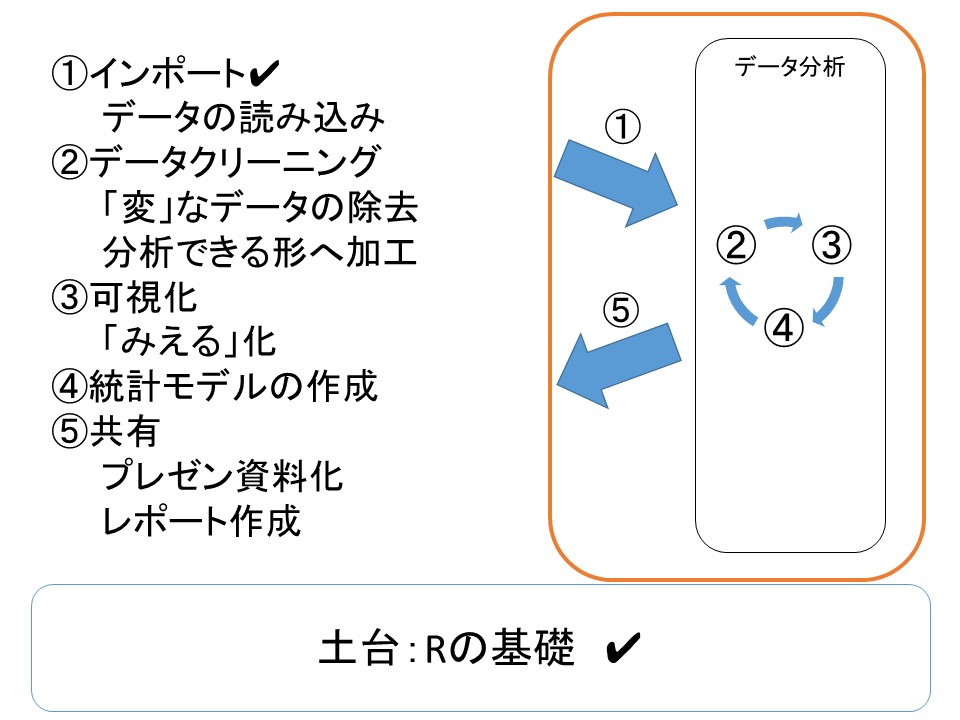 ①インポート✔
データの読み込み
②データクリーニング
「変」なデータの除去
分析できる形へ加工
③可視化
「みえる」化
④統計モデルの作成
⑤共有
プレゼン資料化
レポート作成
データ分析
①
②
③
④
⑤
土台：Rの基礎 ✔